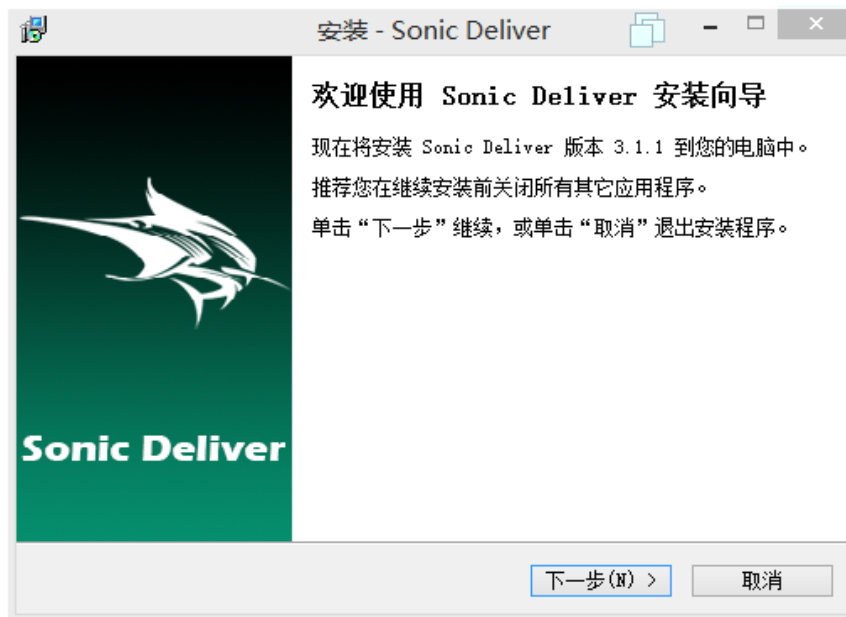 安装 - Sonic Deliver
欢迎使用 Sonic Deliver 安装向导
现在将安装 Sonic Deliver 版本 3.1.1 到您的电脑中。
推荐您在继续安装前关闭所有其它应用程序。
单击“下一步”继续，或单击“取消”退出安装程序。
Sonic Deliver
下一步(N) >
取消